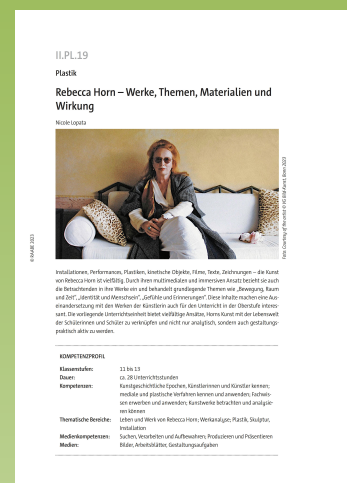 II.PL.19
Plastik
Rebecca Horn – Werke, Themen, Materialien und
Wirkung
Nicole Lopata
© RAABE 2023
Foto: Courtesy of the artist © VG Bild-Kunst, Bonn 2023
Installationen, Performances, Plastiken, kinetische Objekte, Filme, Texte, Zeichnungen – die Kunst
von Rebecca Horn ist vielfältig. Durch ihren multimedialen und immersiven Ansatz bezieht sie auch
die Betrachtenden in ihre Werke ein und behandelt grundlegende Themen wie „Bewegung, Raum
und Zeit“, „Identität und Menschsein“, „Gefühle und Erinnerungen“. Diese Inhalte machen eine Aus-
einandersetzung mit den Werken der Künstlerin auch für den Unterricht in der Oberstufe interes-
sant. Die vorliegende Unterrichtseinheit bietet vielfältige Ansätze, Horns Kunst mit der Lebenswelt
der Schülerinnen und Schüler zu verknüpfen und nicht nur analytisch, sondern auch gestaltungs-
praktisch aktiv zu werden.
KOMPETENZPROFIL
Klassenstufen: 11 bis 13
Dauer: ca. 28 Unterrichtsstunden
Kompetenzen: Kunstgeschichtliche Epochen, Künstlerinnen und Künstler kennen;
mediale und plastische Verfahren kennen und anwenden; Fachwis-
sen erwerben und anwenden; Kunstwerke betrachten und analysie-
ren können
Thematische Bereiche: Leben und Werk von Rebecca Horn; Werkanalyse; Plastik, Skulptur,
Installation
Medienkompetenzen: Suchen, Verarbeiten und Aufbewahren; Produzieren und Präsentieren
Medien: Bilder, Arbeitsblätter, Gestaltungsaufgaben